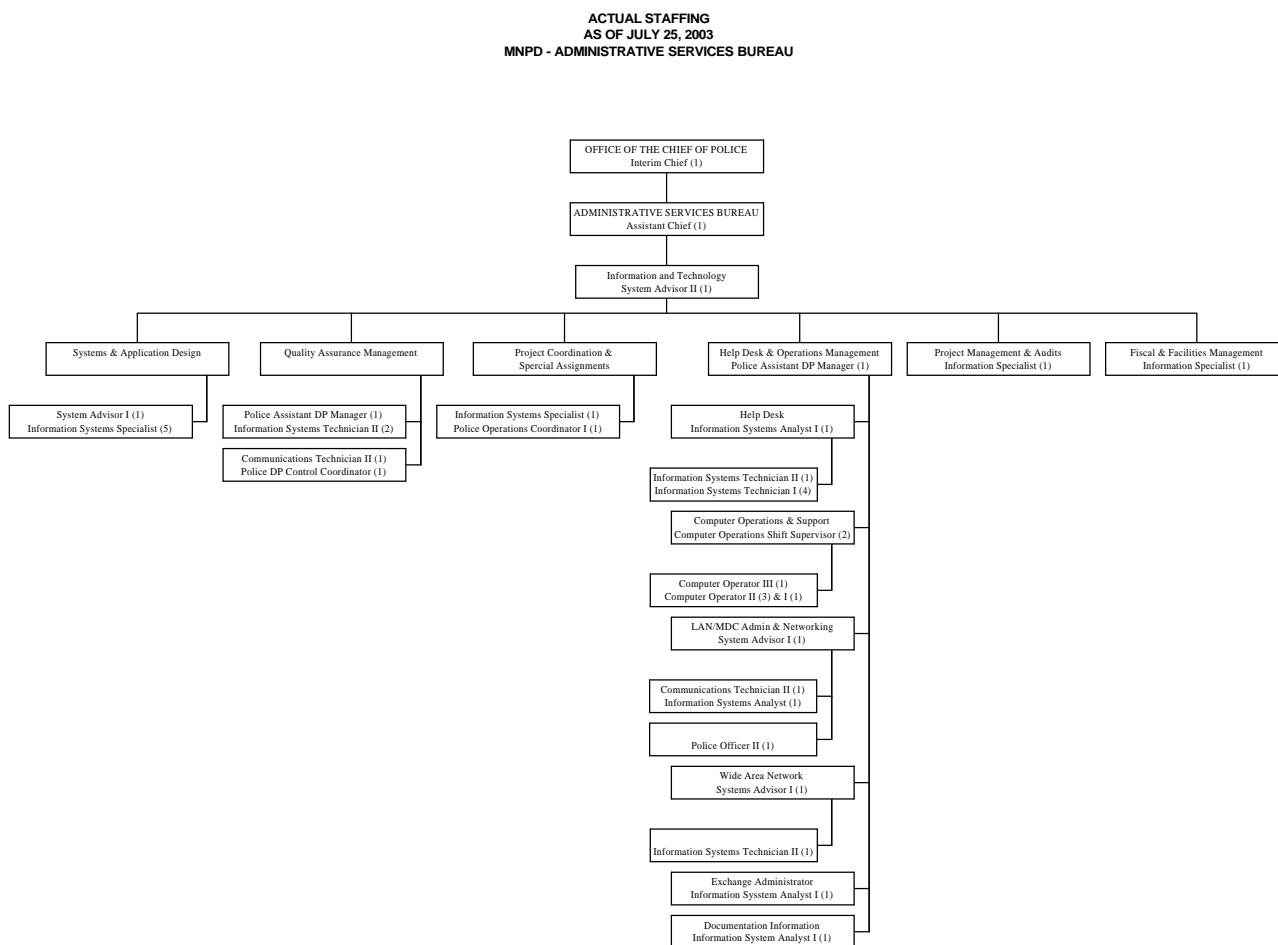 ACTUAL STAFFING
AS OF JULY 25, 2003
MNPD - ADMINISTRATIVE SERVICES BUREAU
OFFICE OF THE CHIEF OF POLICE
Interim Chief (1)
ADMINISTRATIVE SERVICES BUREAU
Assistant Chief (1)
Information and Technology
System Advisor II (1)
Systems & Application Design
System Advisor I (1)
Information Systems Specialist (5)
Quality Assurance Management
Police Assistant DP Manager (1)
Information Systems Technician II (2)
Communications Technician II (1)
Police DP Control Coordinator (1)
Project Coordination &
Spercial Assignments
Information Systems Specialist (1)
Police Operations Coordinator I (1)
Help Desk & Operations Management
Police Assistant DP Manager (1)
Help Desk
Information Systems Analyst I (1)
Information Systems Technician II (1)
Information Systems Technician I (4)
Computer Operations & Support
Computer Operations Shift Supervisor (2)
Computer Operator III (1)
Computer Operator II (3) & I (1)
LAN/MDC Admin & Networking
System Advisor I (1)
Communications Technician II (1)
Information Systems Analyst (1)
Police Officer II (1)
Wide Area Network
Systems Advisor I (1)
Information Systems Technician II (1)
Exchange Administrator
Information Sysstem Analyst I (1)
Documentation Information
Information System Analyst I (1)
Project Management & Audits
Information Specialist (1)
Fiscal & Facilities Management
Information Specialist (1)